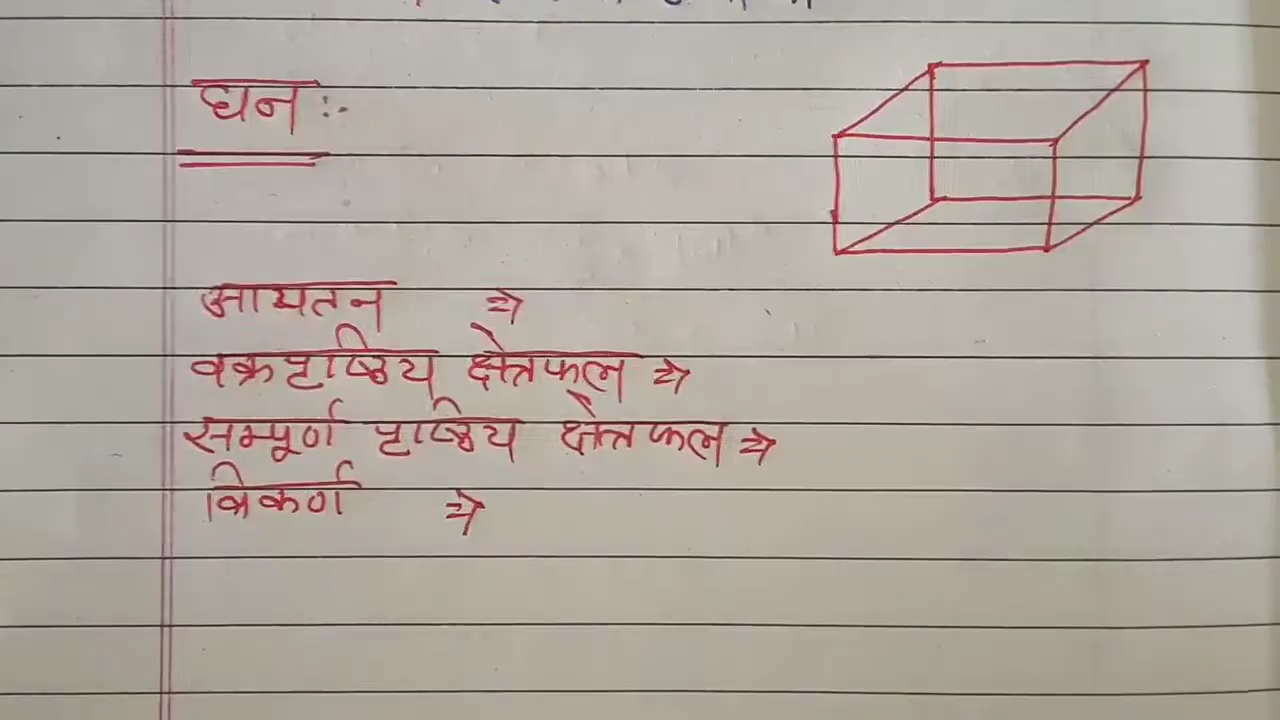 घन :-
आयतन ⇒
वक्रपृष्ठिय क्षेत्रफल ⇒
सम्पूर्ण पृष्ठिय क्षेत्रफल ⇒
विकर्ण ⇒